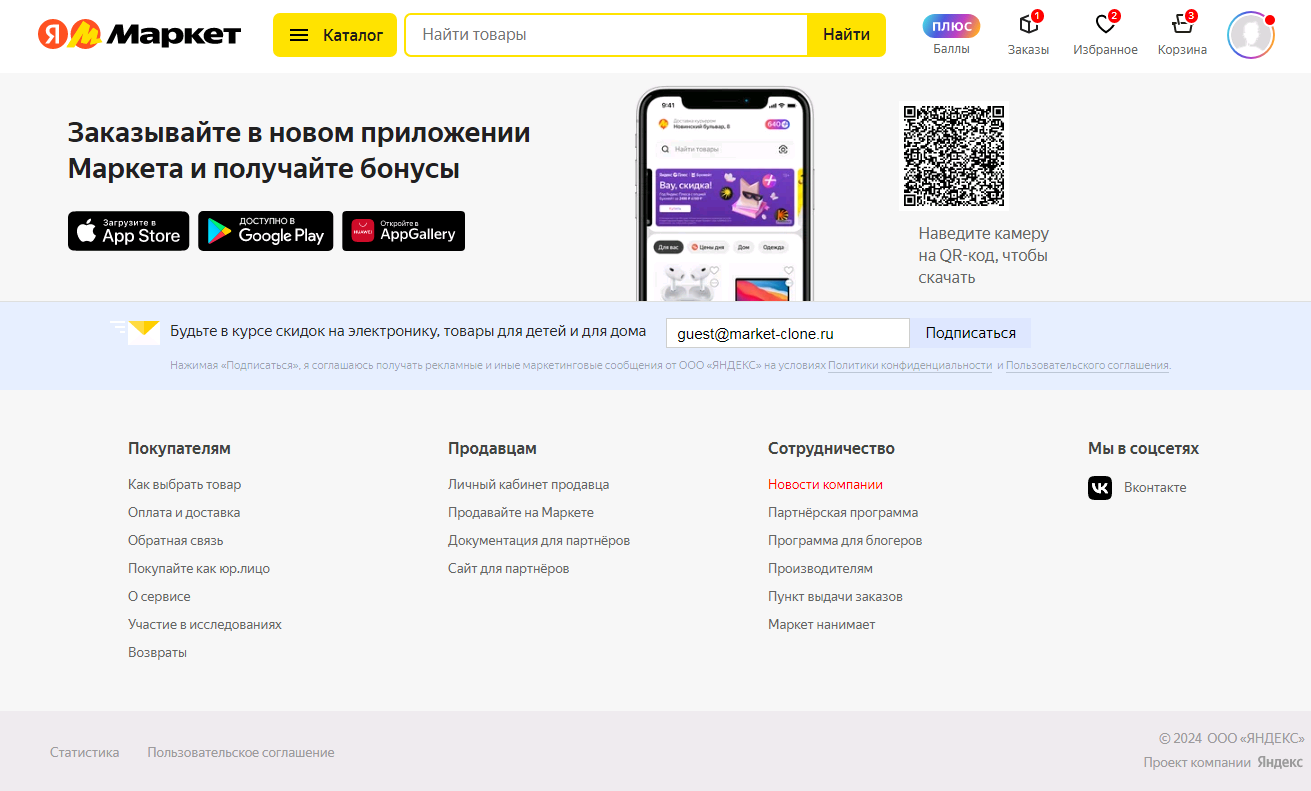 Я М Маркет
Каталог
Найти товары
Найти
плюс
Баллы
1
Заказы
2
Избранное
3
Корзина
Заказывайте в новом приложении
Маркета и получайте бонусы
Загрузите в
App Store
ДОСТУПНО В
Google Play
HUAWEI
Откройте в
AppGallery
9:41
Доставка курьером
Новинский бульвар, 8
640
Найти товары
Яндекс Плюс
Вау, скидка!
Для вас
Цены дня
Дом
Одежда
Наведите камеру
на QR-код, чтобы
скачать
Будьте в курсе скидок на электронику, товары для детей и для дома
guest@market-clone.ru
Подписаться
Нажимая «Подписаться», я соглашаюсь получать рекламные и иные маркетинговые сообщения от ООО «ЯНДЕКС» на условиях Политики конфиденциальности и Пользовательского соглашения.
Покупателям
Как выбрать товар
Оплата и доставка
Обратная связь
Покупайте как юр.лицо
О сервисе
Участие в исследованиях
Возвраты
Продавцам
Личный кабинет продавца
Продавайте на Маркете
Документация для партнёров
Сайт для партнёров
Сотрудничество
Новости компании
Партнёрская программа
Программа для блогеров
Производителям
Пункт выдачи заказов
Маркет нанимает
Мы в соцсетях
Вконтакте
Статистика
Пользовательское соглашение
© 2024 ООО «ЯНДЕКС»
Проект компании Яндекс